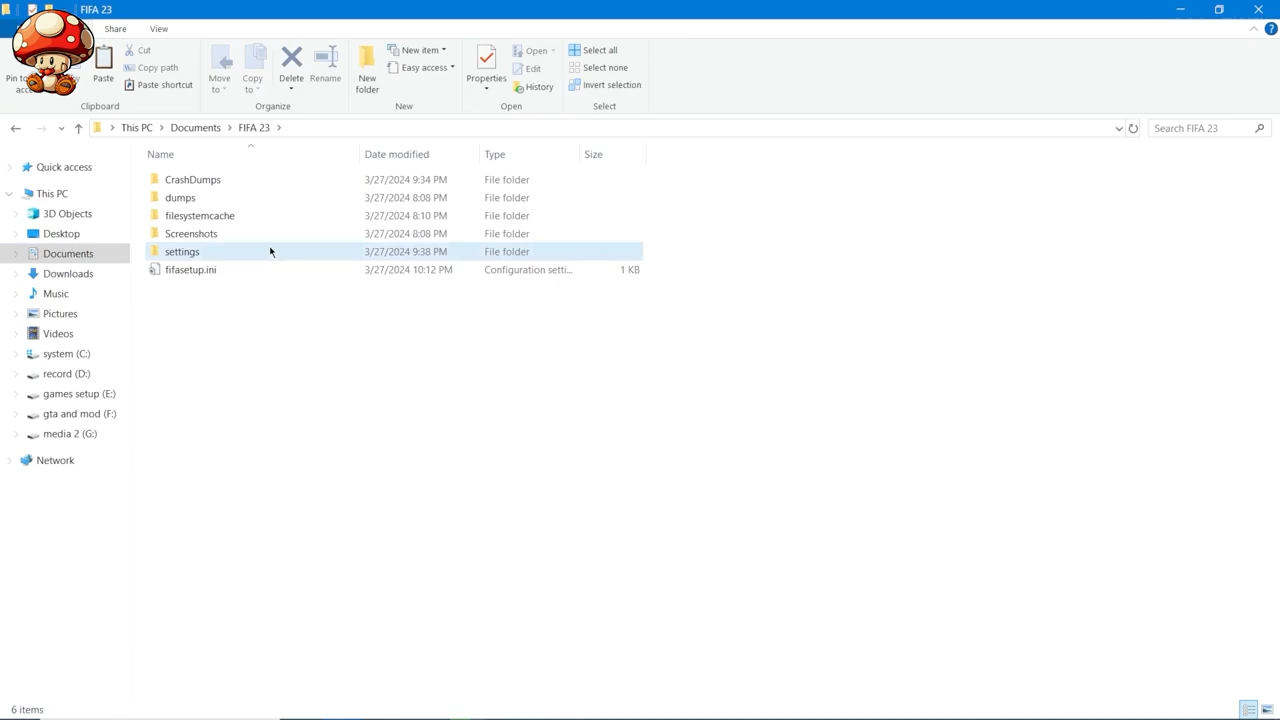 FIFA 23
Share View
Cut
Copy path
Paste shortcut
Pin to
Paste
Clipboard
Move to
Copy to
Delete
Rename
Organize
New folder
New item
Easy access
New
Properties
Open
Edit
History
Open
Select all
Select none
Invert selection
Select
This PC Documents FIFA 23
Search FIFA 23
Name Date modified Type Size
CrashDumps 3/27/2024 9:34 PM File folder
dumps 3/27/2024 8:08 PM File folder
filesystemcache 3/27/2024 8:10 PM File folder
Screenshots 3/27/2024 8:08 PM File folder
settings 3/27/2024 9:38 PM File folder
fifasetup.ini 3/27/2024 10:12 PM Configuration setti... 1 KB
Quick access
This PC
3D Objects
Desktop
Documents
Downloads
Music
Pictures
Videos
system (C:)
record (D:)
games setup (E:)
gta and mod (F:)
media 2 (G:)
Network
6 items